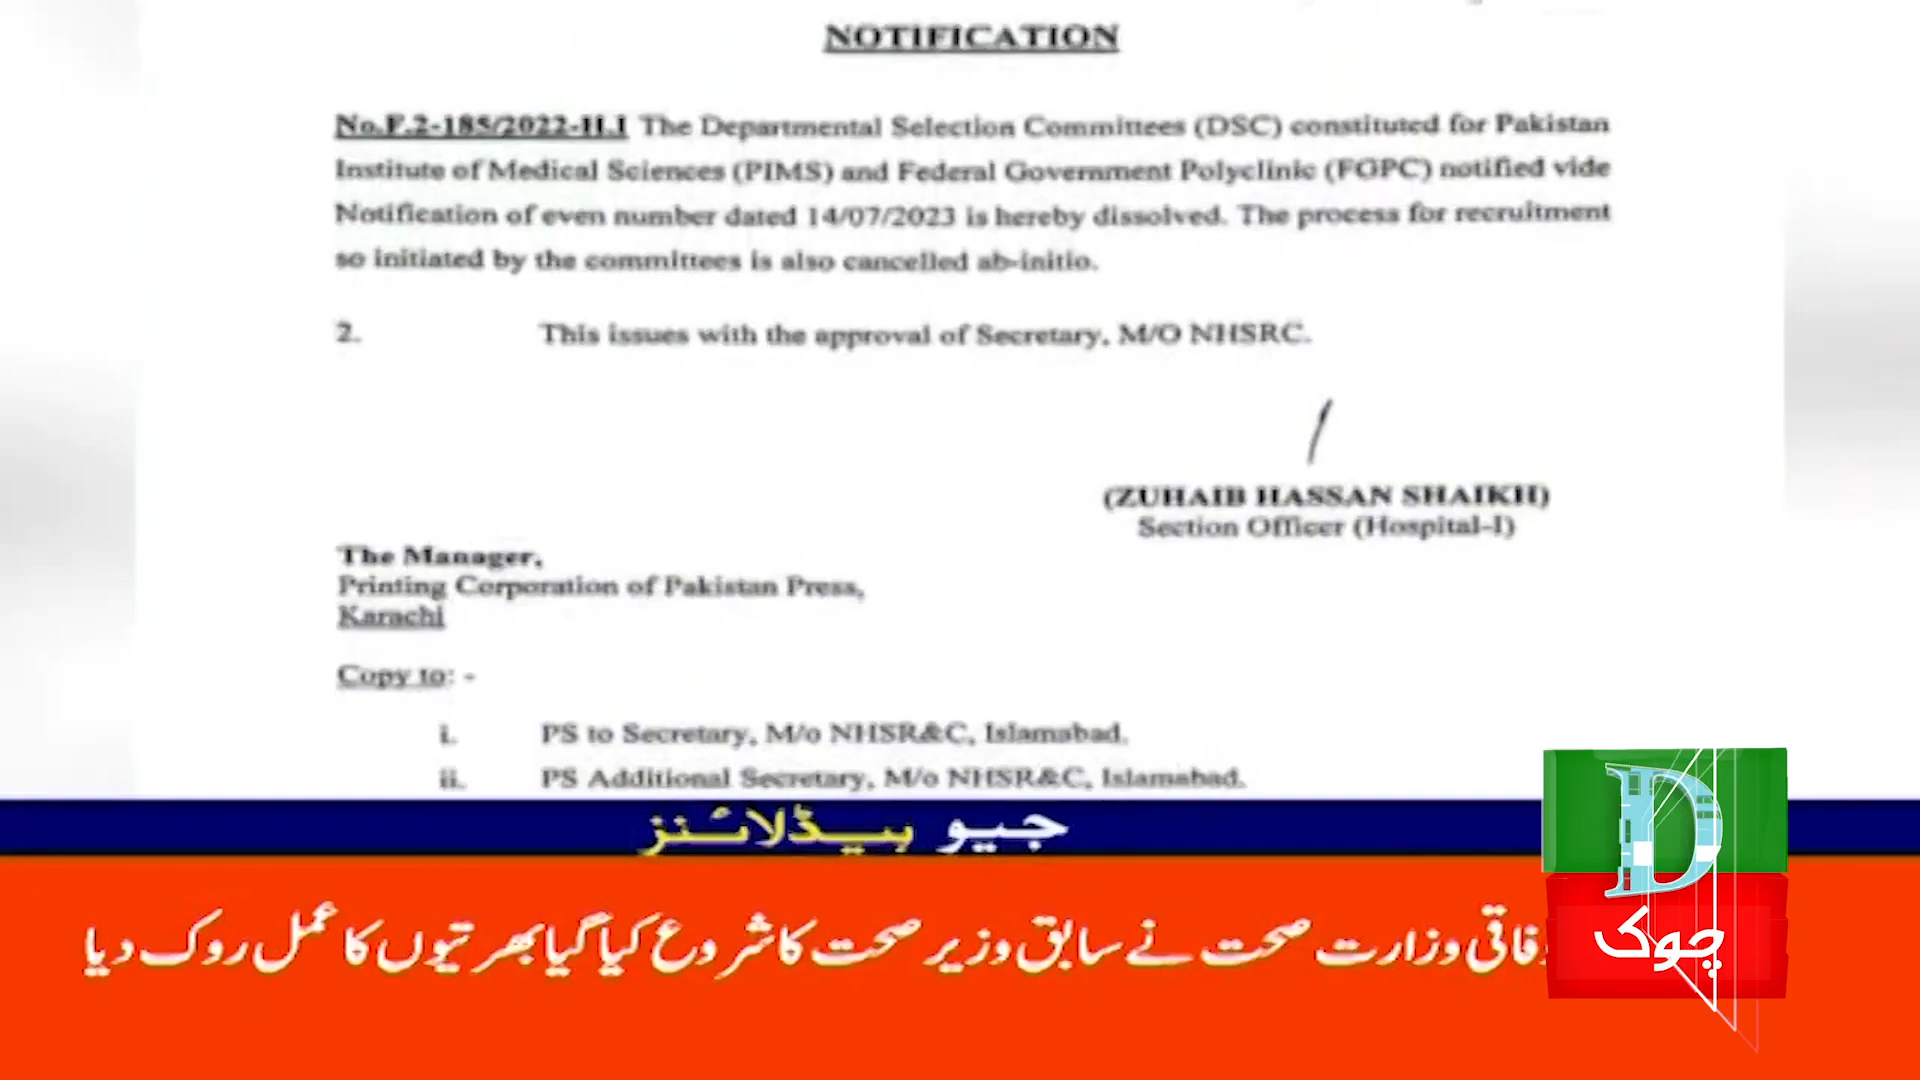 NOTIFICATION
No.F.2-185/2022-H.I The Departmental Selection Committees (DSC) constituted for Pakistan
Institute of Medical Sciences (PIMS) and Federal Government Polyclinic (FGPC) notified vide
Notification of even number dated 14/07/2023 is hereby dissolved. The process for recruitment
so initiated by the committees is also cancelled ab-initio.
2. This issues with the approval of Secretary, M/O NHSRC.
(ZUHAIB HASSAN SHAIKH)
Section Officer (Hospital-I)
The Manager,
Printing Corporation of Pakistan Press,
Karachi
Copy to: -
i. PS to Secretary, M/o NHSR&C, Islamabad.
ii. PS Additional Secretary, M/o NHSR&C, Islamabad.
جیو ہیڈلائنز
وفاقی وزارت صحت نے سابق وزیر صحت کا شروع کیا گیا بھرتیوں کا عمل روک دیا
D
چوک